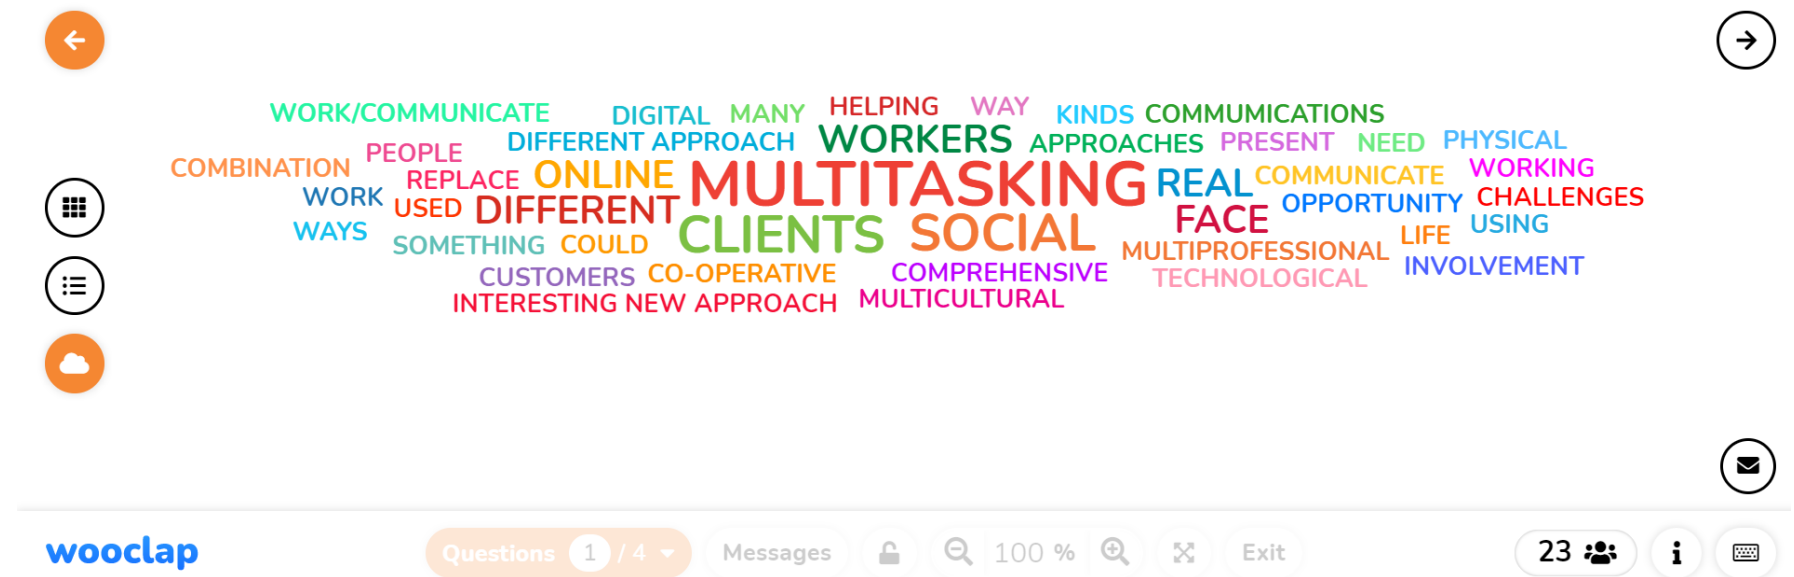 HELPING WAY
WORK/COMMUNICATE DIGITAL MANY KINDS COMMUMICATIONS
DIFFERENT APPROACH WORKERS APPROACHES PRESENT NEED PHYSICAL
COMBINATION PEOPLE ONLINE MULTITASKING REAL COMMUNICATE WORKING
REPLACE
WORK USED DIFFERENT FACE OPPORTUNITY CHALLENGES
WAYS SOMETHING COULD CLIENTS SOCIAL MULTIPROFESSIONAL LIFE USING
CUSTOMERS CO-OPERATIVE COMPREHENSIVE TECHNOLOGICAL INVOLVEMENT
INTERESTING NEW APPROACH MULTICULTURAL
wooclap Questions 1 / 4 Messages 100 % Exit 23